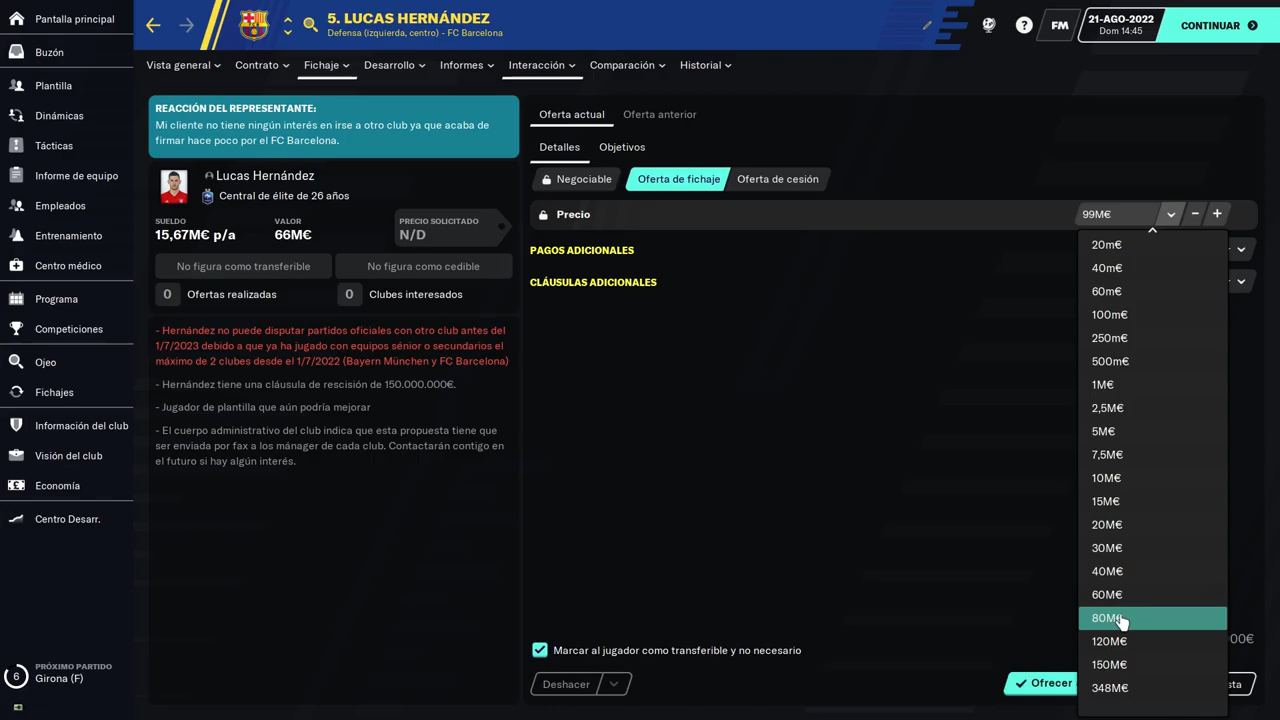 Pantalla principal
5. LUCAS HERNÁNDEZ
Defensa (izquierda, centro) - FC Barcelona
FM
21-AGO-2022
Dom 14:45
CONTINUAR
Buzón
Plantilla
Dinámicas
Tácticas
Informe de equipo
Empleados
Entrenamiento
Centro médico
Programa
Competiciones
Ojeo
Fichajes
Información del club
Visión del club
Economía
Centro Desarr.
6
PRÓXIMO PARTIDO
Girona (F)
Vista general
Contrato
Fichaje
Desarrollo
Informes
Interacción
Comparación
Historial
REACCIÓN DEL REPRESENTANTE:
Mi cliente no tiene ningún interés en irse a otro club ya que acaba de
firmar hace poco por el FC Barcelona.
Lucas Hernández
Central de élite de 26 años
SUELDO
15,67M€ p/a
VALOR
66M€
PRECIO SOLICITADO
N/D
No figura como transferible
No figura como cedible
0 Ofertas realizadas
0 Clubes interesados
- Hernández no puede disputar partidos oficiales con otro club antes del
1/7/2023 debido a que ya ha jugado con equipos sénior o secundarios el
máximo de 2 clubes desde el 1/7/2022 (Bayern München y FC Barcelona)
- Hernández tiene una cláusula de rescisión de 150.000.000€.
- Jugador de plantilla que aún podría mejorar
- El cuerpo administrativo del club indica que esta propuesta tiene que
ser enviada por fax a los mánager de cada club. Contactarán contigo en
el futuro si hay algún interés.
Oferta actual
Oferta anterior
Detalles
Objetivos
Negociable
Oferta de fichaje
Oferta de cesión
Precio
99M€
PAGOS ADICIONALES
CLÁUSULAS ADICIONALES
20m€
40m€
60m€
100m€
250m€
500m€
1M€
2,5M€
5M€
7,5M€
10M€
15M€
20M€
30M€
40M€
60M€
80M€
120M€
150M€
348M€
Marcar al jugador como transferible y no necesario
Deshacer
Ofrecer